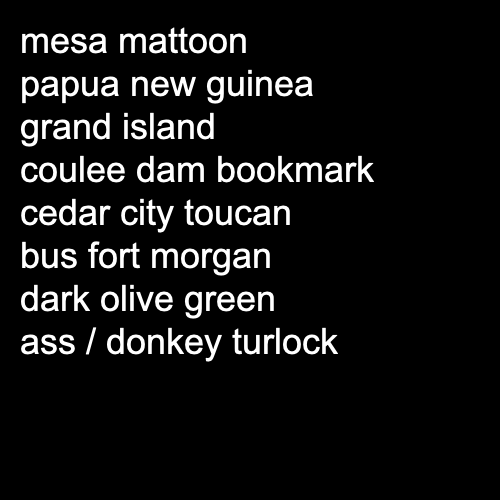 mesa mattoon
papua new guinea
grand island
coulee dam bookmark
cedar city toucan
bus fort morgan
dark olive green
ass / donkey turlock